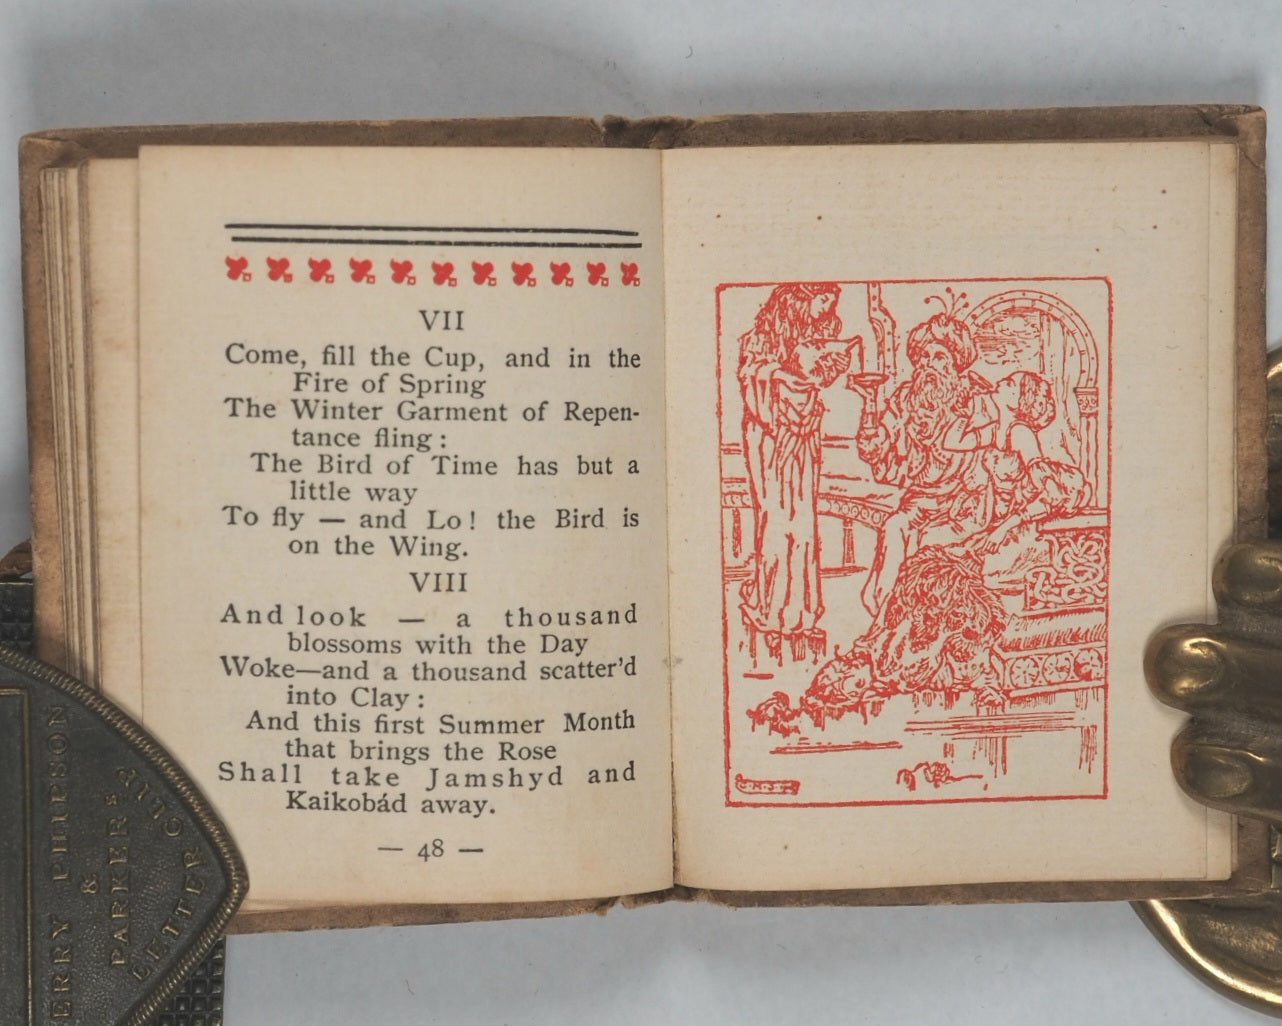 VII
Come, fill the Cup, and in the
Fire of Spring
The Winter Garment of Repen-
tance fling:
The Bird of Time has but a
little way
To fly — and Lo! the Bird is
on the Wing.
VIII
And look — a thousand
blossoms with the Day
Woke—and a thousand scatter'd
into Clay:
And this first Summer Month
that brings the Rose
Shall take Jamshyd and
Kaikobád away.
— 48 —
ERRY PHIPSON
&
PARKERS
LETTER CLIP